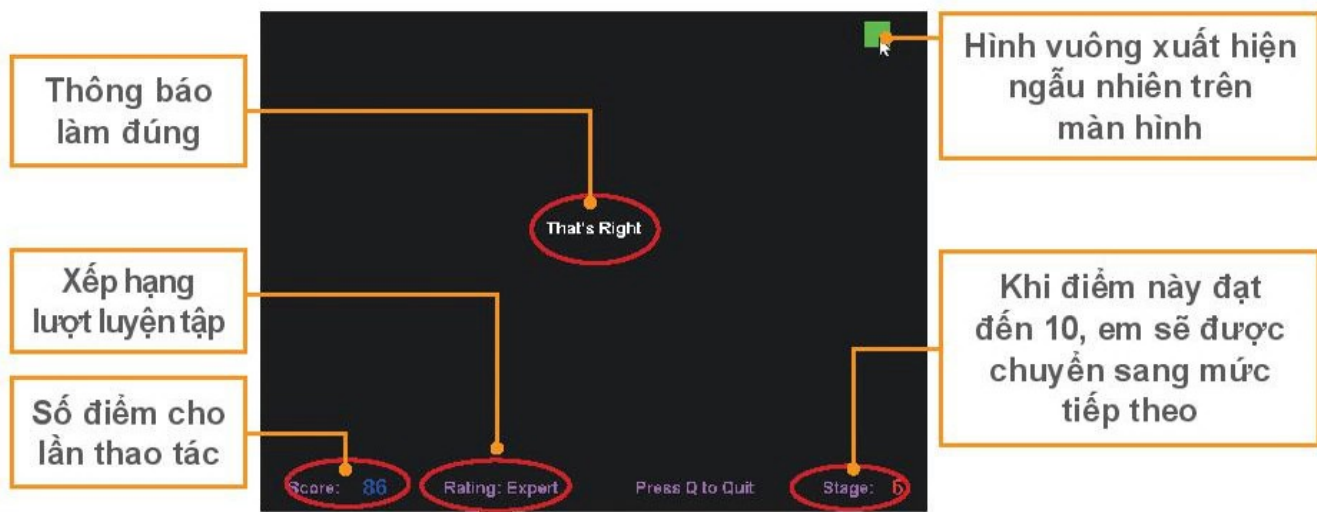 Thông báo
làm đúng
Hình vuông xuất hiện
ngẫu nhiên trên
màn hình
That's Right
Xếp hạng
lượt luyện tập
Khi điểm này đạt
đến 10, em sẽ được
chuyển sang mức
tiếp theo
Số điểm cho
lần thao tác
Score: 86
Rating: Expert
Press Q to Quit
Stage: 6